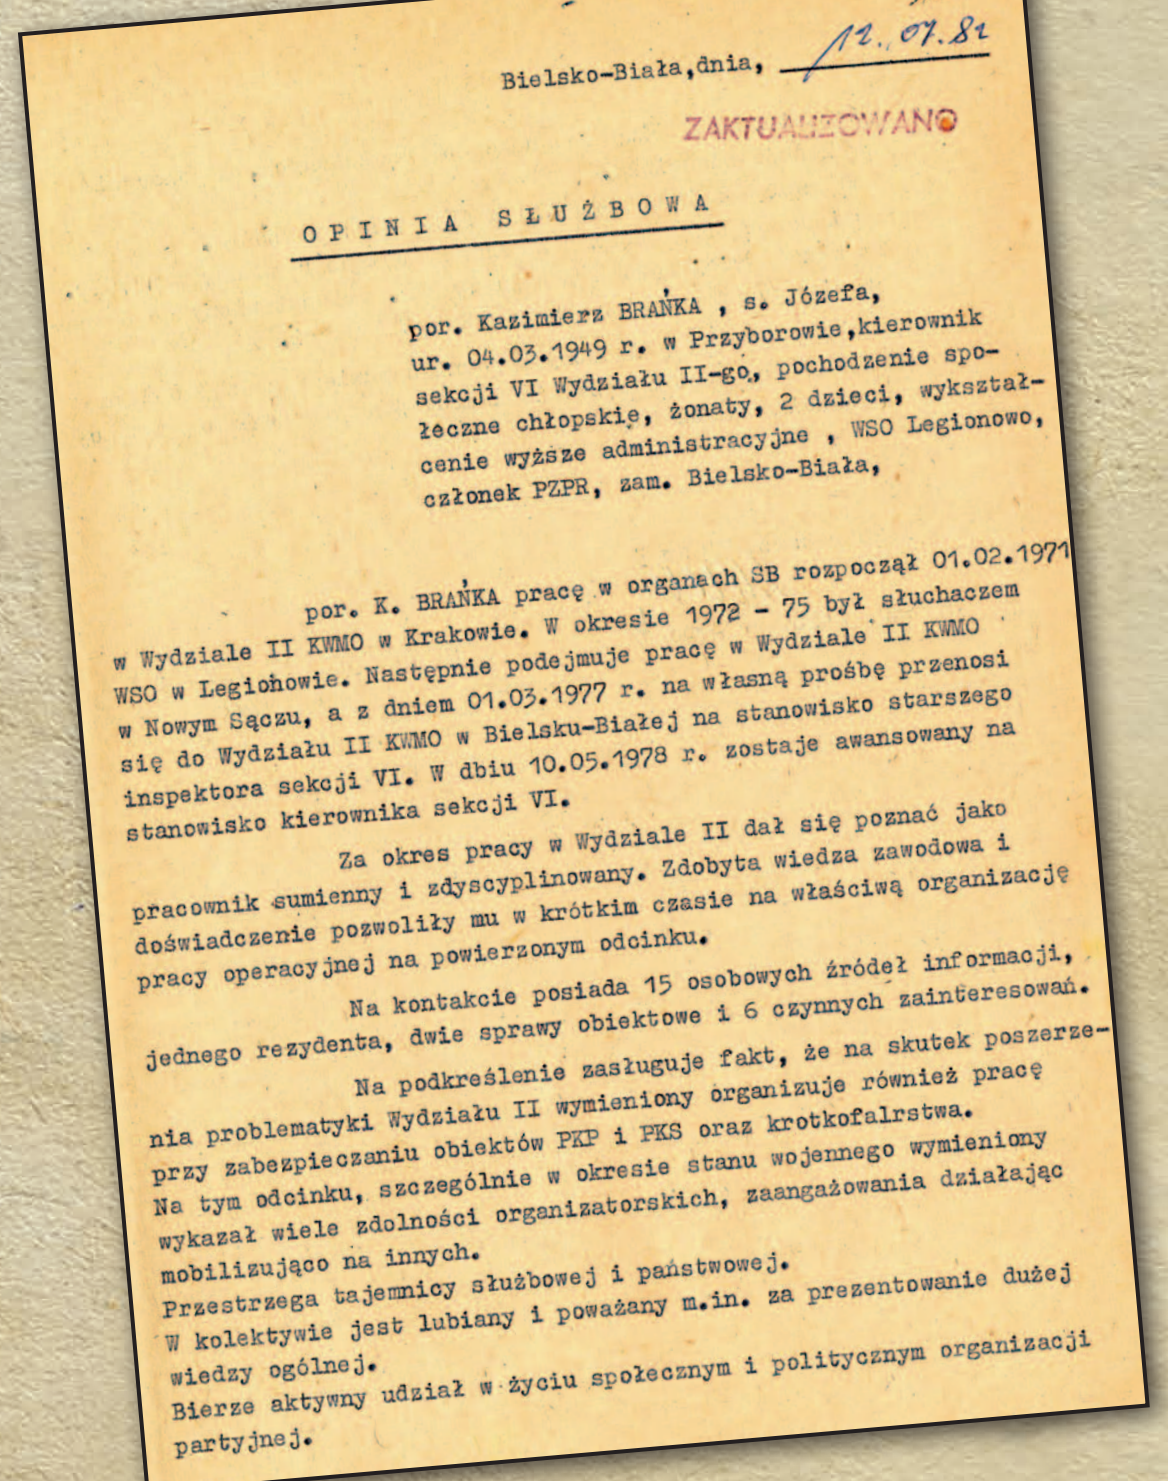 Bielsko-Biała,dnia, 12.07.82
ZAKTUALIZOWANO
OPINIA SŁUŻBOWA
por. Kazimierz BRAŃKA , s. Józefa,
ur. 04.03.1949 r. w Przyborowie,kierownik
sekcji VI Wydziału II-go, pochodzenie spo-
łeczne chłopskie, żonaty, 2 dzieci, wykształ-
cenie wyższe administracyjne , WSO Legionowo,
członek PZPR, zam. Bielsko-Biała,
por. K. BRAŃKA pracę w organach SB rozpoczął 01.02.1971
w Wydziale II KWMO w Krakowie. W okresie 1972 - 75 był słuchaczem
WSO w Legionowie. Następnie podejmuje pracę w Wydziale II KWMO
w Nowym Sączu, a z dniem 01.03.1977 r. na własną prośbę przenosi
się do Wydziału II KWMO w Bielsku-Białej na stanowisko starszego
inspektora sekcji VI. W dbiu 10.05.1978 r. zostaje awansowany na
stanowisko kierownika sekcji VI.
Za okres pracy w Wydziale II dał się poznać jako
pracownik sumienny i zdyscyplinowany. Zdobyta wiedza zawodowa i
doświadczenie pozwoliły mu w krótkim czasie na właściwą organizację
pracy operacyjnej na powierzonym odcinku.
Na kontakcie posiada 15 osobowych źródeł informacji,
jednego rezydenta, dwie sprawy obiektowe i 6 czynnych zainteresowań.
Na podkreślenie zasługuje fakt, że na skutek poszerze-
nia problematyki Wydziału II wymieniony organizuje również pracę
przy zabezpieczaniu obiektów PKP i PKS oraz krotkofalrstwa.
Na tym odcinku, szczególnie w okresie stanu wojennego wymieniony
wykazał wiele zdolności organizatorskich, zaangażowania działając
mobilizująco na innych.
Przestrzega tajemnicy służbowej i państwowej.
W kolektywie jest lubiany i poważany m.in. za prezentowanie dużej
wiedzy ogólnej.
Bierze aktywny udział w życiu społecznym i politycznym organizacji
partyjnej.